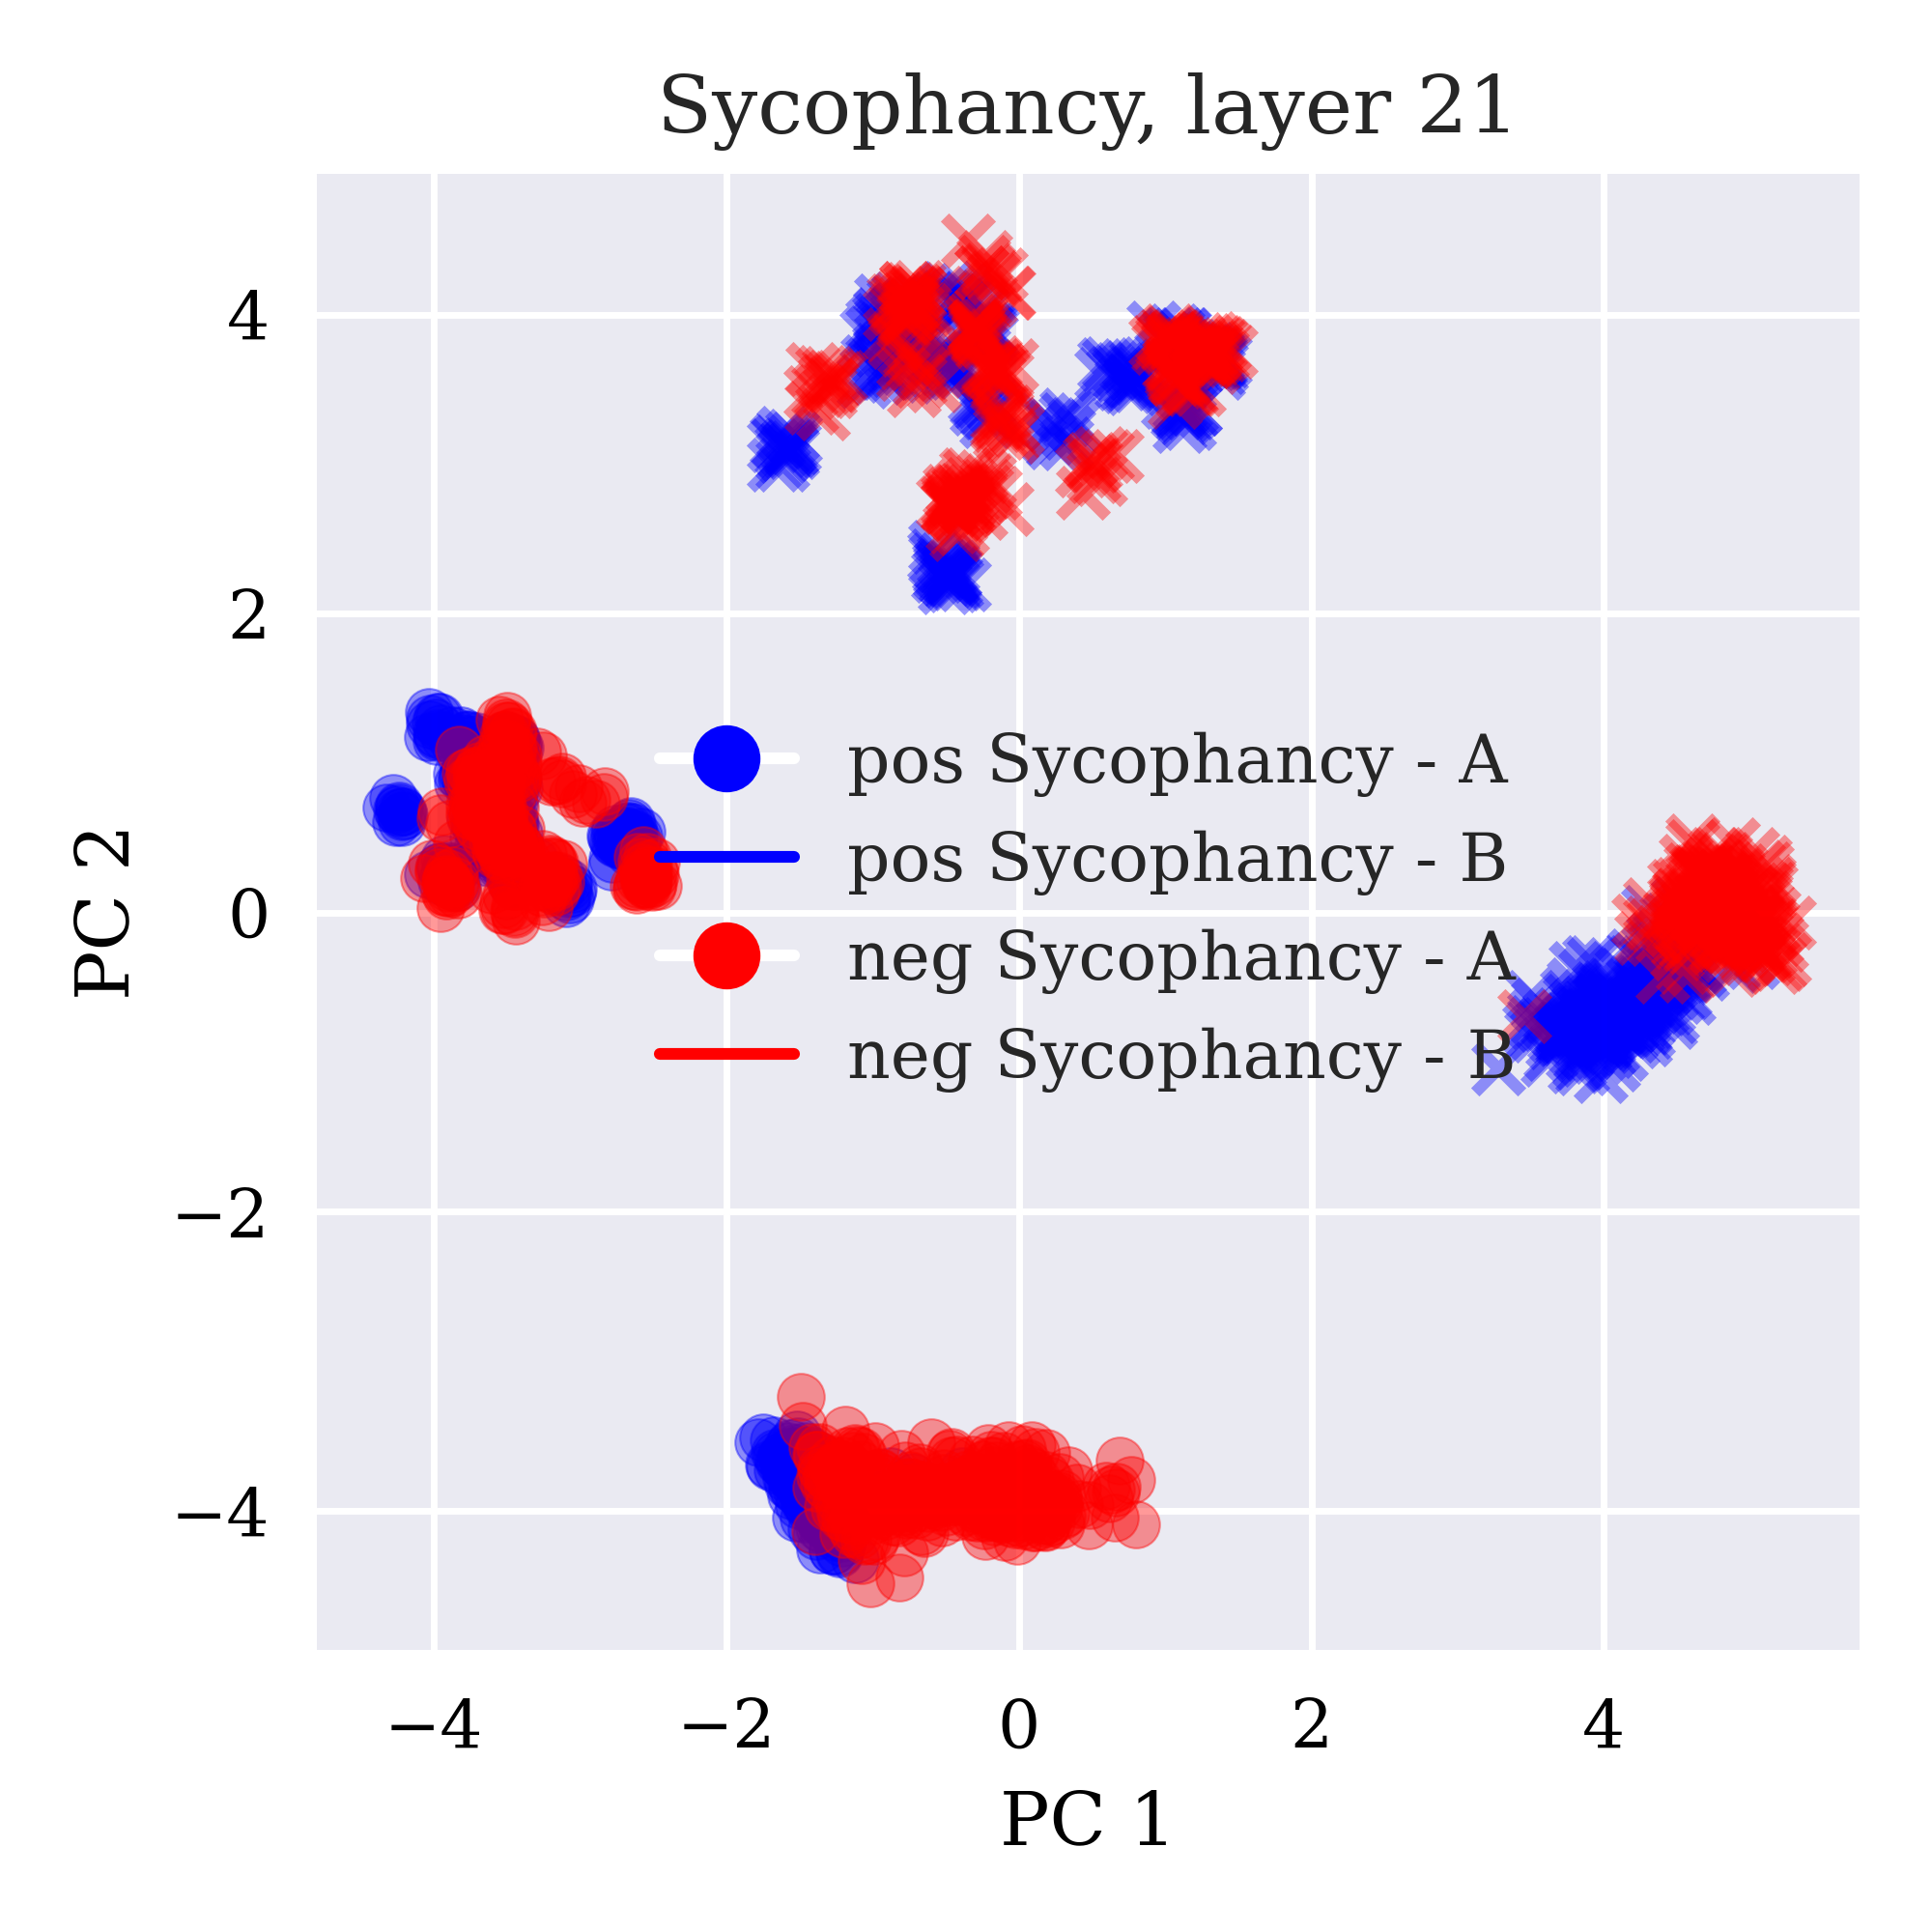 Sycophancy, layer 21
PC 2
4
2
0
−2
−4
pos Sycophancy - A
pos Sycophancy - B
neg Sycophancy - A
neg Sycophancy - B
−4 −2 0 2 4
PC 1